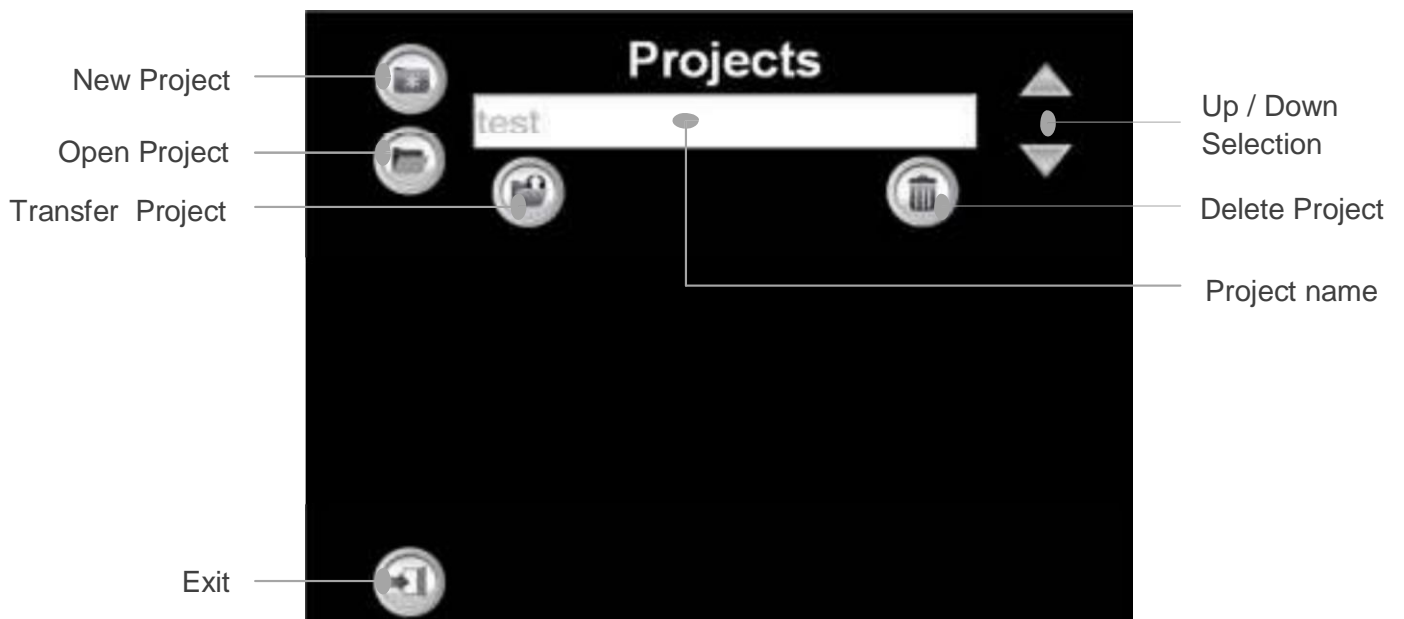 Projects
New Project
test
Up / Down
Selection
Open Project
Transfer Project
Delete Project
Project name
Exit